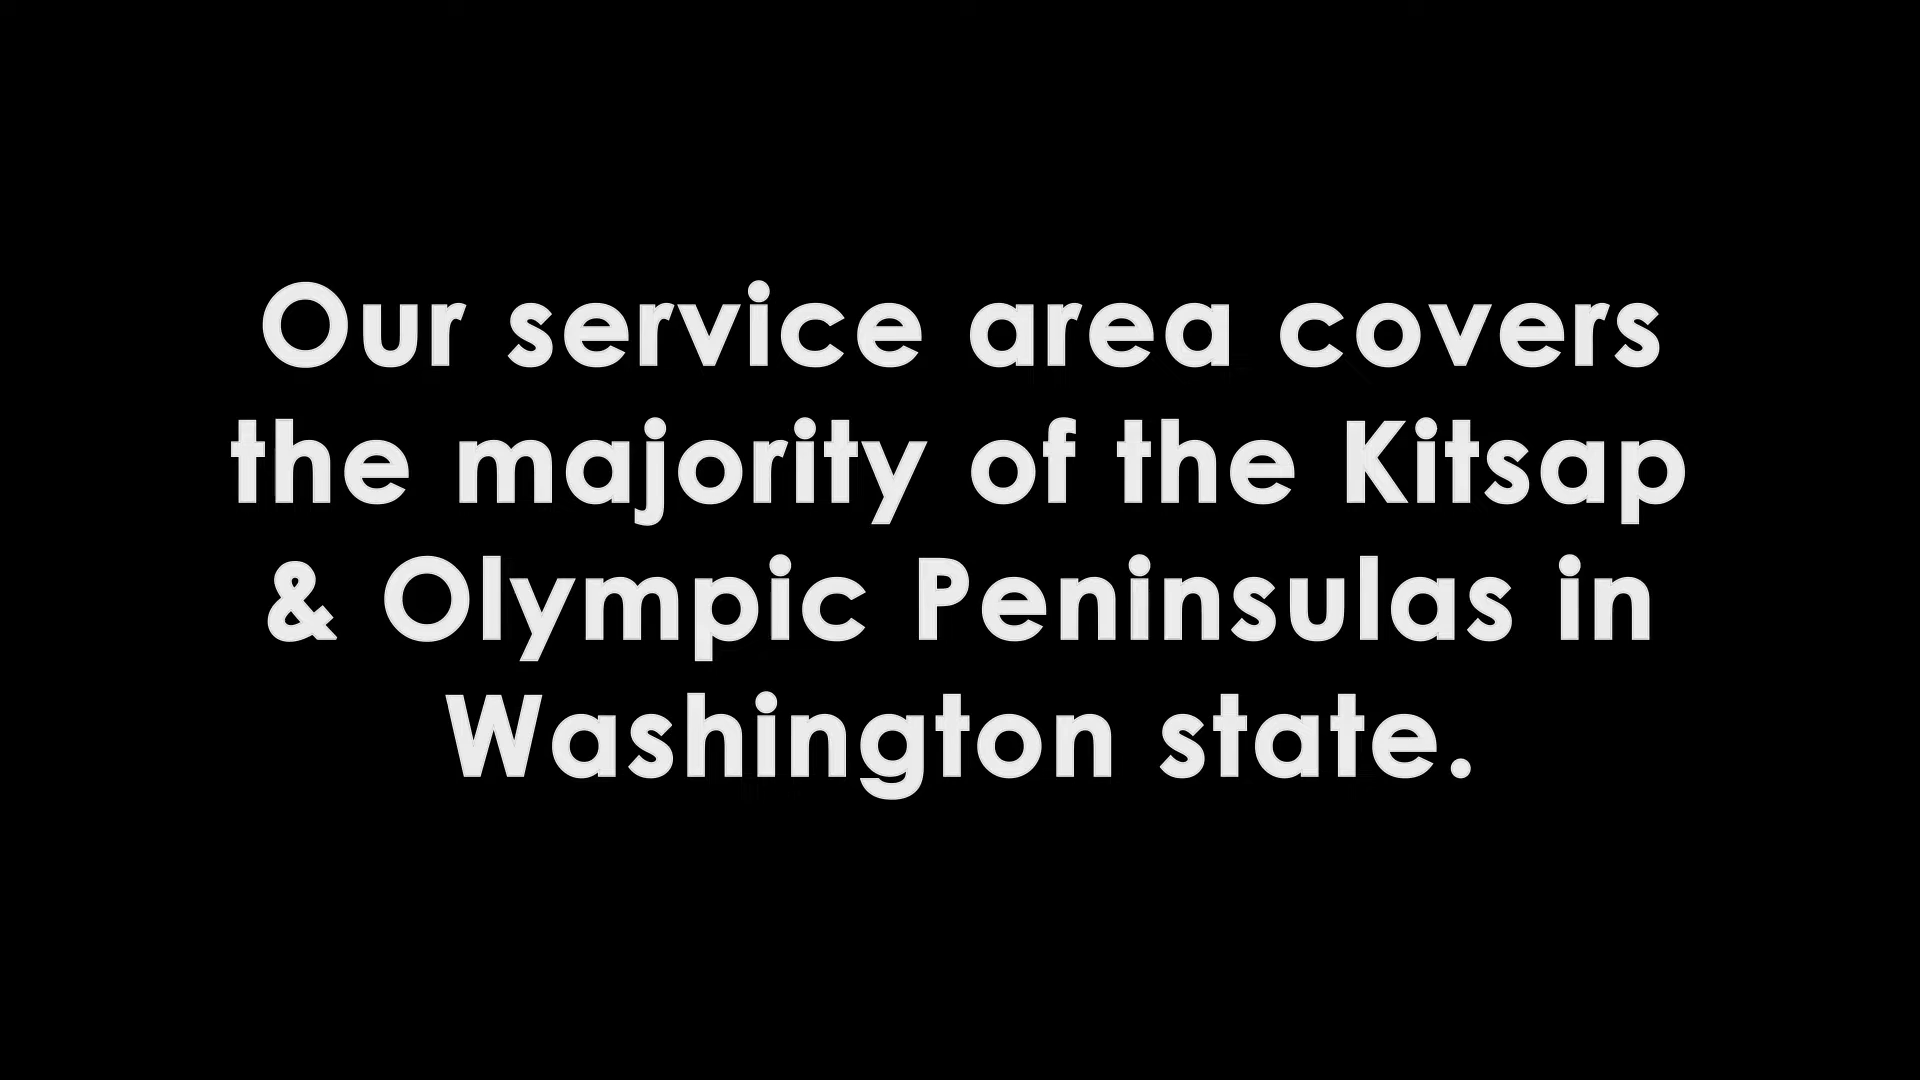 Our service area covers
the majority of the Kitsap
& Olympic Peninsulas in
Washington state.